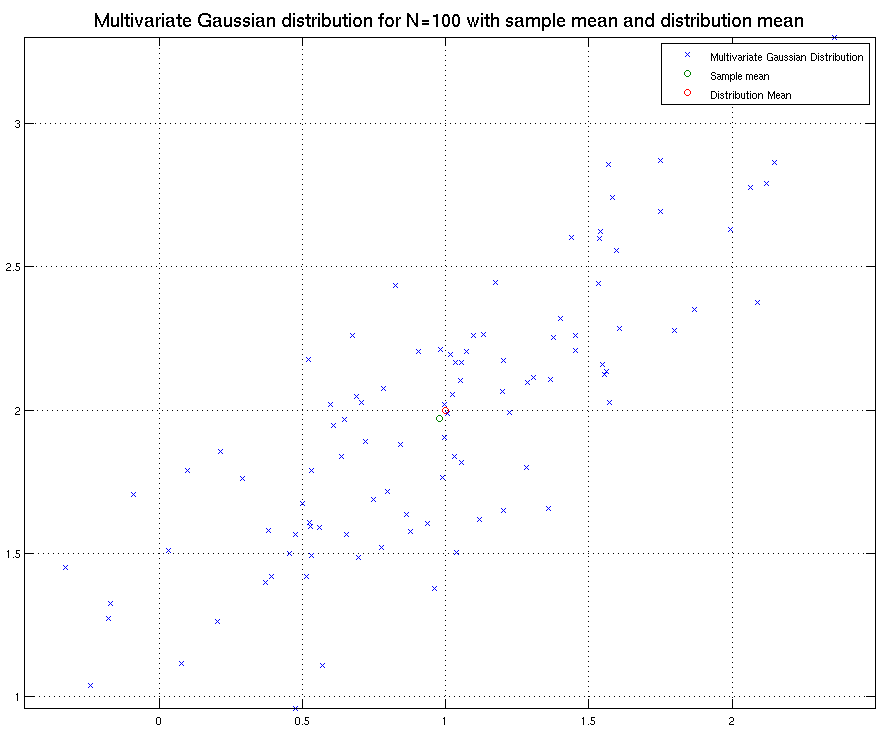 Multivariate Gaussian distribution for N=100 with sample mean and distribution mean
Multivariate Gaussian Distribution
Sample mean
Distribution Mean
3
2.5
2
1.5
1
0
0.5
1
1.5
2